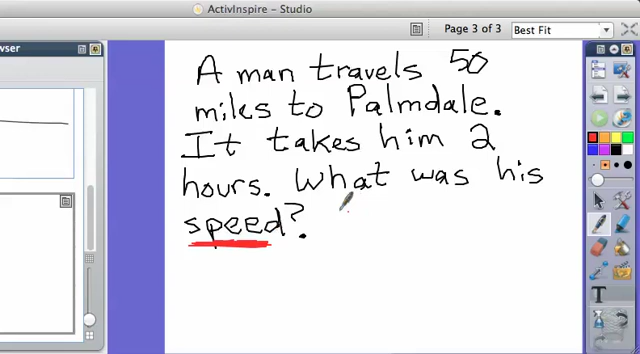 ActivInspire – Studio
Page 3 of 3
Best Fit
A man travels 50
miles to Palmdale.
It takes him 2
hours. What was his
speed?
T